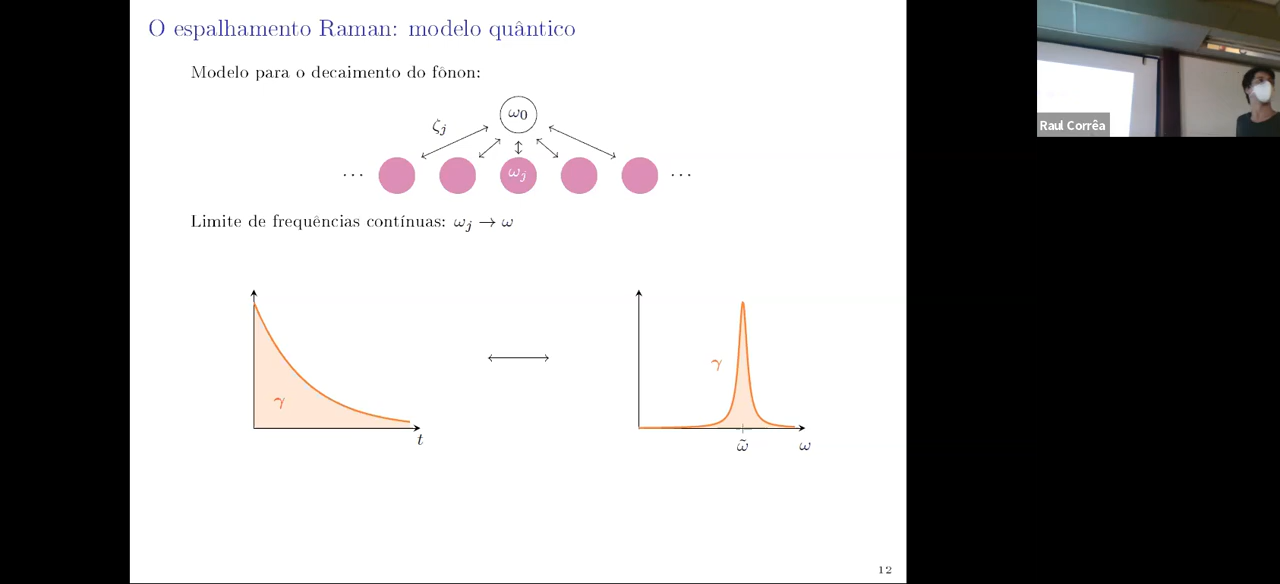 O espalhamento Raman: modelo quântico
Modelo para o decaimento do fônon:
ω₀
ζⱼ
··· ωⱼ ···
Limite de frequências contínuas: ωⱼ → ω
γ
t
γ
ω̃
ω
12
Raul Corrêa